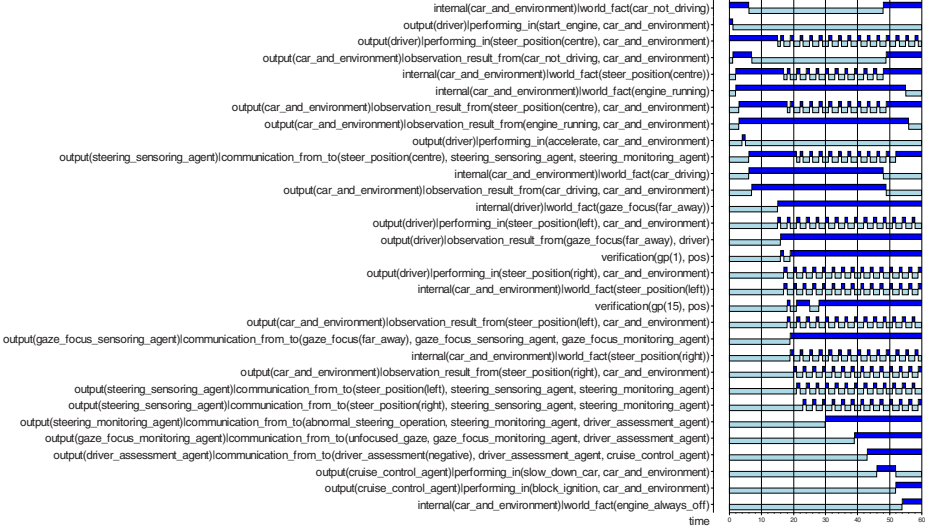 internal(car_and_environment)|world_fact(car_not_driving)
output(driver)|performing_in(start_engine, car_and_environment)
output(driver)|performing_in(steer_position(centre), car_and_environment)
output(car_and_environment)|observation_result_from(car_not_driving, car_and_environment)
internal(car_and_environment)|world_fact(steer_position(centre))
internal(car_and_environment)|world_fact(engine_running)
output(car_and_environment)|observation_result_from(steer_position(centre), car_and_environment)
output(car_and_environment)|observation_result_from(engine_running, car_and_environment)
output(driver)|performing_in(accelerate, car_and_environment)
output(steering_sensoring_agent)|communication_from_to(steer_position(centre), steering_sensoring_agent, steering_monitoring_agent)
internal(car_and_environment)|world_fact(car_driving)
output(car_and_environment)|observation_result_from(car_driving, car_and_environment)
internal(driver)|world_fact(gaze_focus(far_away))
output(driver)|performing_in(steer_position(left), car_and_environment)
output(driver)|observation_result_from(gaze_focus(far_away), driver)
verification(gp(1), pos)
output(driver)|performing_in(steer_position(right), car_and_environment)
internal(car_and_environment)|world_fact(steer_position(left))
verification(gp(15), pos)
output(car_and_environment)|observation_result_from(steer_position(left), car_and_environment)
output(gaze_focus_sensoring_agent)|communication_from_to(gaze_focus(far_away), gaze_focus_sensoring_agent, gaze_focus_monitoring_agent)
internal(car_and_environment)|world_fact(steer_position(right))
output(car_and_environment)|observation_result_from(steer_position(right), car_and_environment)
output(steering_sensoring_agent)|communication_from_to(steer_position(left), steering_sensoring_agent, steering_monitoring_agent)
output(steering_sensoring_agent)|communication_from_to(steer_position(right), steering_sensoring_agent, steering_monitoring_agent)
output(steering_monitoring_agent)|communication_from_to(abnormal_steering_operation, steering_monitoring_agent, driver_assessment_agent)
output(gaze_focus_monitoring_agent)|communication_from_to(unfocused_gaze, gaze_focus_monitoring_agent, driver_assessment_agent)
output(driver_assessment_agent)|communication_from_to(driver_assessment(negative), driver_assessment_agent, cruise_control_agent)
output(cruise_control_agent)|performing_in(slow_down_car, car_and_environment)
output(cruise_control_agent)|performing_in(block_ignition, car_and_environment)
internal(car_and_environment)|world_fact(engine_always_off)
time 0 10 20 30 40 50 60